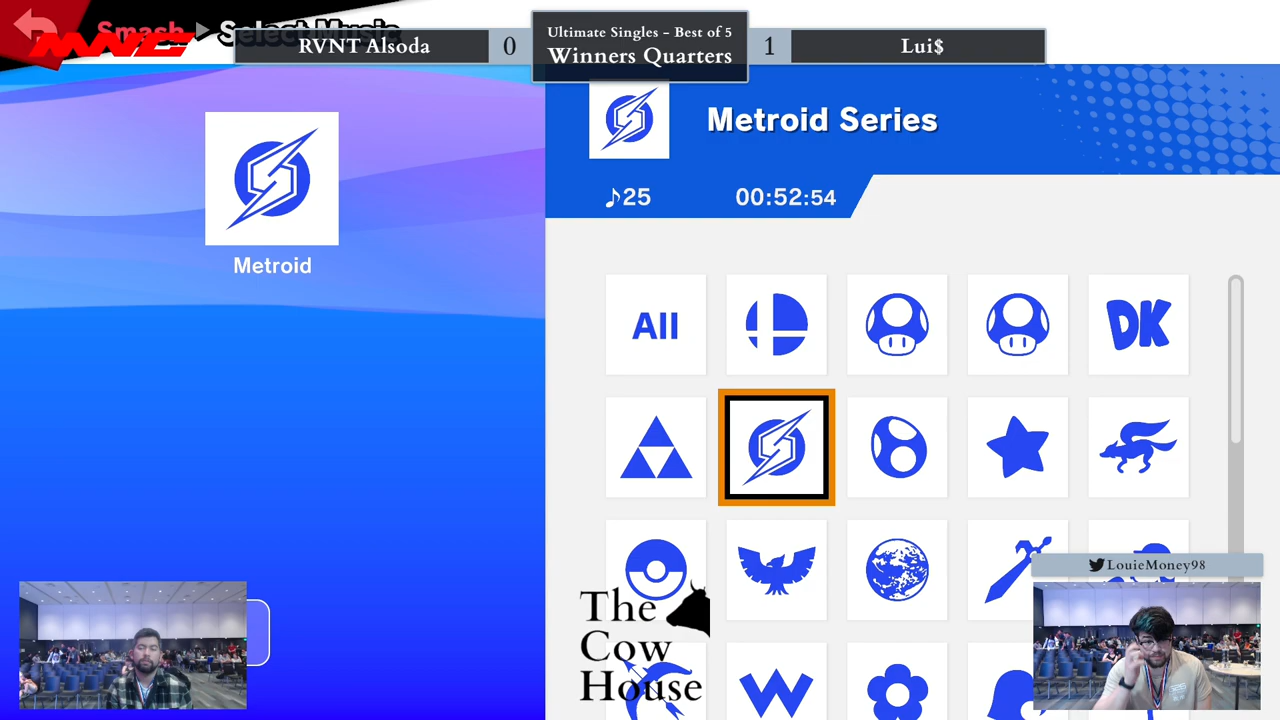 Smash ▶ Select Music
MNC
RVNT Alsoda
0
Ultimate Singles - Best of 5
Winners Quarters
1
Lui$
Metroid Series
♪25
00:52:54
Metroid
All
DK
LouieMoney98
The
Cow
House